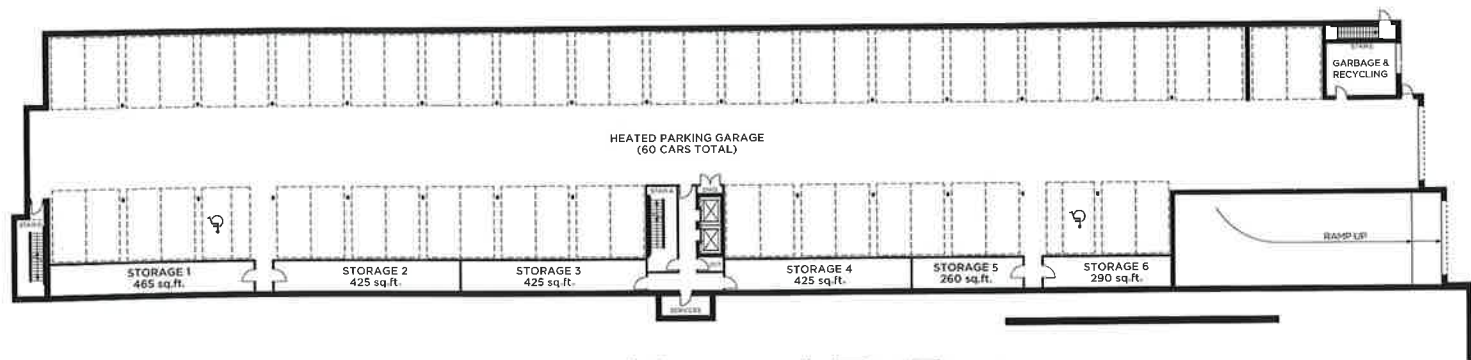 STAIRS
GARBAGE &
RECYCLING
HEATED PARKING GARAGE
(60 CARS TOTAL)
STAIRS
STAIRS
RAMP UP
STORAGE 1
465 sq.ft.
STORAGE 2
425 sq.ft.
STORAGE 3
425 sq.ft.
STORAGE 4
425 sq.ft.
STORAGE 5
260 sq.ft.
STORAGE 6
290 sq.ft.
SERVICES